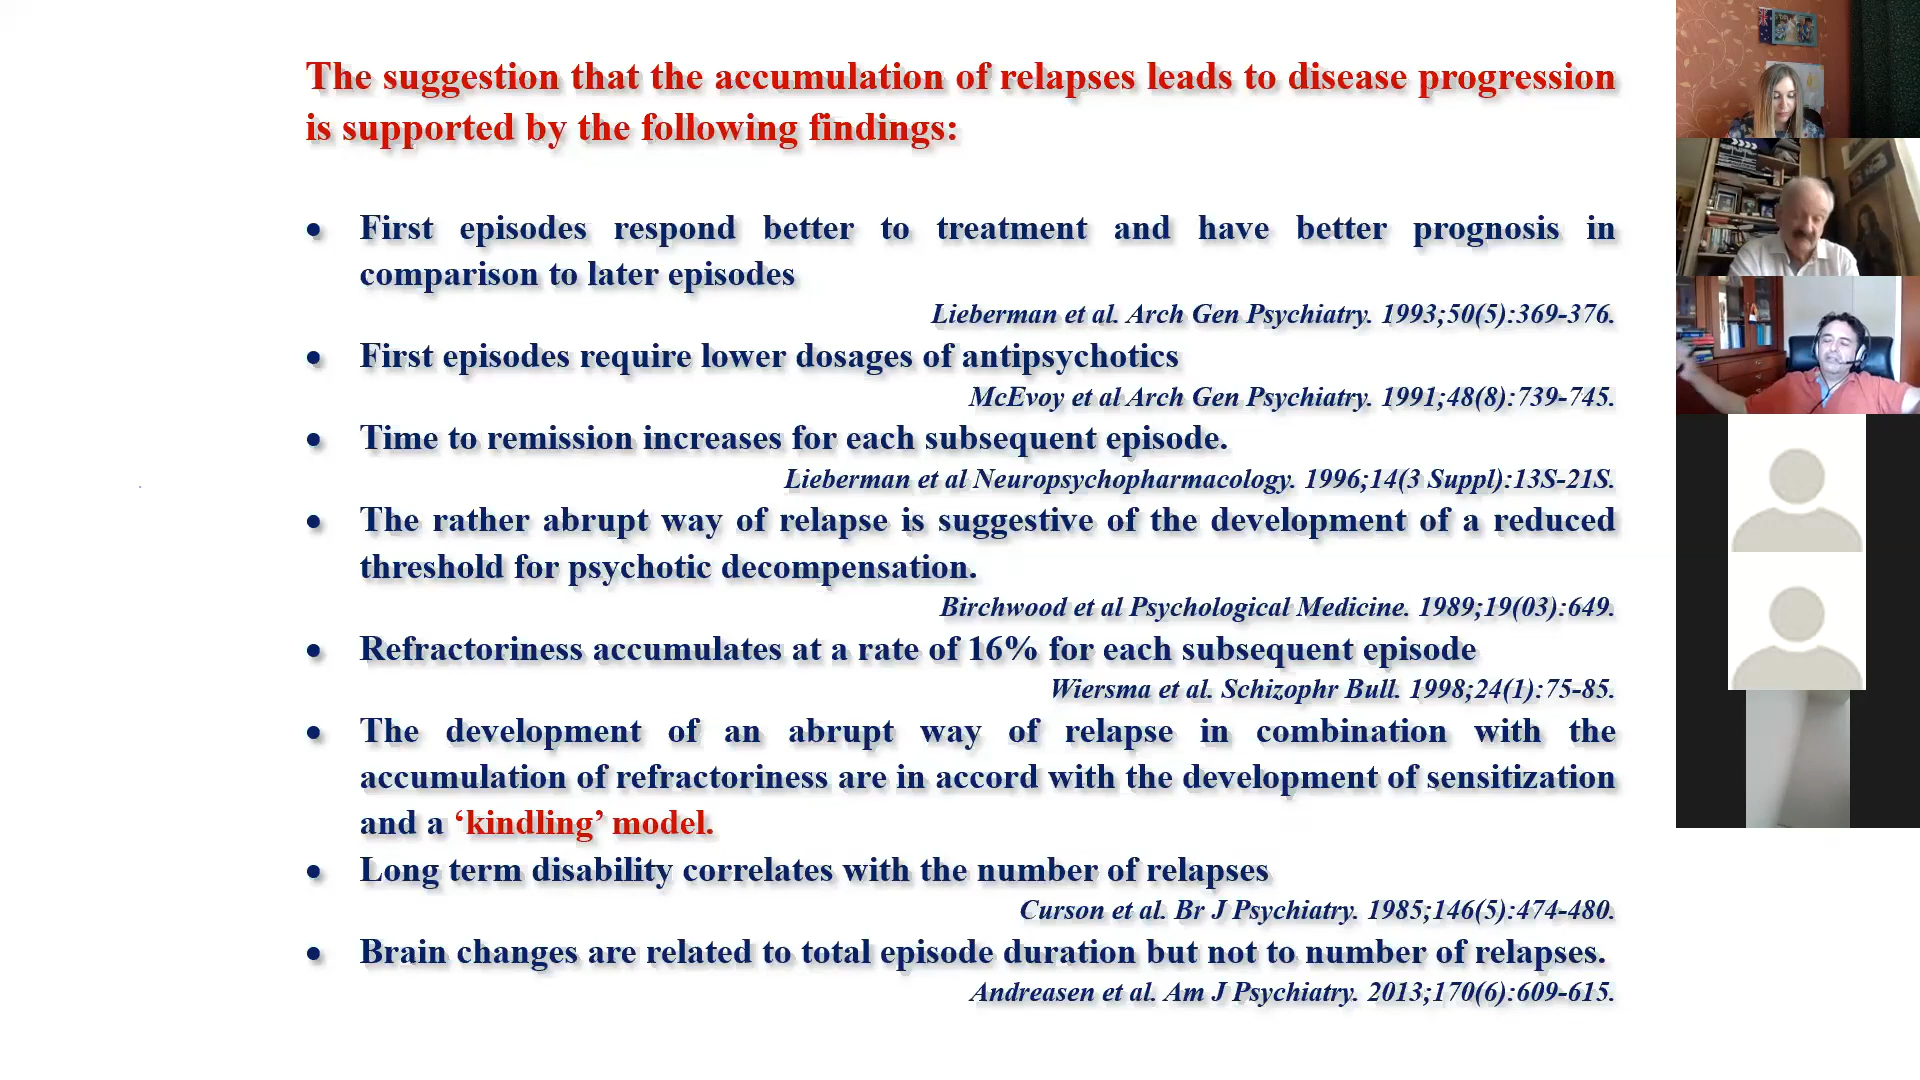 The suggestion that the accumulation of relapses leads to disease progression
is supported by the following findings:
• First episodes respond better to treatment and have better prognosis in
comparison to later episodes
Lieberman et al. Arch Gen Psychiatry. 1993;50(5):369-376.
• First episodes require lower dosages of antipsychotics
McEvoy et al Arch Gen Psychiatry. 1991;48(8):739-745.
• Time to remission increases for each subsequent episode.
Lieberman et al Neuropsychopharmacology. 1996;14(3 Suppl):13S-21S.
• The rather abrupt way of relapse is suggestive of the development of a reduced
threshold for psychotic decompensation.
Birchwood et al Psychological Medicine. 1989;19(03):649.
• Refractoriness accumulates at a rate of 16% for each subsequent episode
Wiersma et al. Schizophr Bull. 1998;24(1):75-85.
• The development of an abrupt way of relapse in combination with the
accumulation of refractoriness are in accord with the development of sensitization
and a ‘kindling’ model.
• Long term disability correlates with the number of relapses
Curson et al. Br J Psychiatry. 1985;146(5):474-480.
• Brain changes are related to total episode duration but not to number of relapses.
Andreasen et al. Am J Psychiatry. 2013;170(6):609-615.